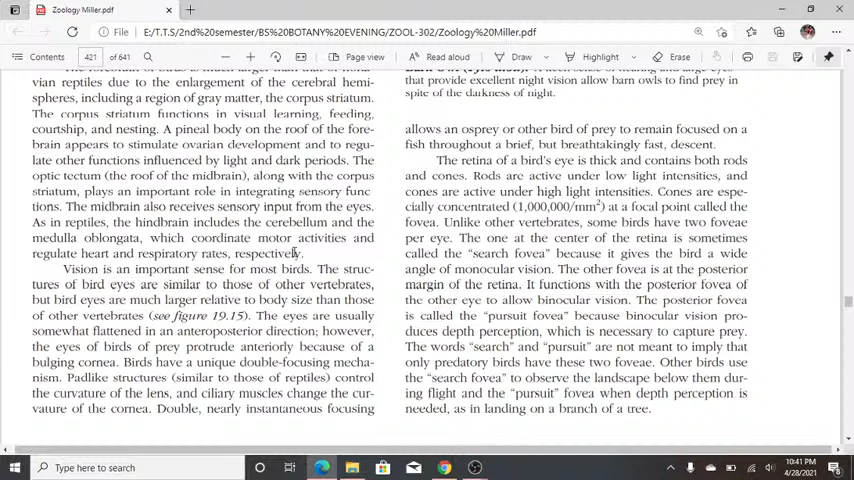 BS
Zoology Miller.pdf
E:/T.T.S/2nd%20semester/BS%20BOTANY%20EVENING/ZOOL-302/Zoology%20Miller.pdf
Contents 421 of 641 Page view Draw Highlight Erase
vian reptiles due to the enlargement of the cerebral hemi-
spheres, including a region of gray matter, the corpus striatum.
The corpus striatum functions in visual learning, feeding,
courtship, and nesting. A pineal body on the roof of the fore-
brain appears to stimulate ovarian development and to regu-
late other functions influenced by light and dark periods. The
optic tectum (the roof of the midbrain), along with the corpus
striatum, plays an important role in integrating sensory func-
tions. The midbrain also receives sensory input from the eyes.
As in reptiles, the hindbrain includes the cerebellum and the
medulla oblongata, which coordinate motor activities and
regulate heart and respiratory rates, respectively.
Vision is an important sense for most birds. The struc-
tures of bird eyes are similar to those of other vertebrates,
but bird eyes are much larger relative to body size than those
of other vertebrates (see figure 19.15). The eyes are usually
somewhat flattened in an anteroposterior direction; however,
the eyes of birds of prey protrude anteriorly because of a
bulging cornea. Birds have a unique double-focusing mecha-
nism. Padlike structures (similar to those of reptiles) control
the curvature of the lens, and ciliary muscles change the cur-
vature of the cornea. Double, nearly instantaneous focusing
that provide excellent night vision allow barn owls to find prey in
spite of the darkness of night.
allows an osprey or other bird of prey to remain focused on a
fish throughout a brief, but breathtakingly fast, descent.
The retina of a bird's eye is thick and contains both rods
and cones. Rods are active under low light intensities, and
cones are active under high light intensities. Cones are espe-
cially concentrated (1,000,000/mm²) at a focal point called the
fovea. Unlike other vertebrates, some birds have two foveae
per eye. The one at the center of the retina is sometimes
called the "search fovea" because it gives the bird a wide
angle of monocular vision. The other fovea is at the posterior
margin of the retina. It functions with the posterior fovea of
the other eye to allow binocular vision. The posterior fovea
is called the "pursuit fovea" because binocular vision pro-
duces depth perception, which is necessary to capture prey.
The words "search" and "pursuit" are not meant to imply that
only predatory birds have these two foveae. Other birds use
the "search fovea" to observe the landscape below them dur-
ing flight and the "pursuit" fovea when depth perception is
needed, as in landing on a branch of a tree.
Type here to search
10:41 PM
4/28/2021